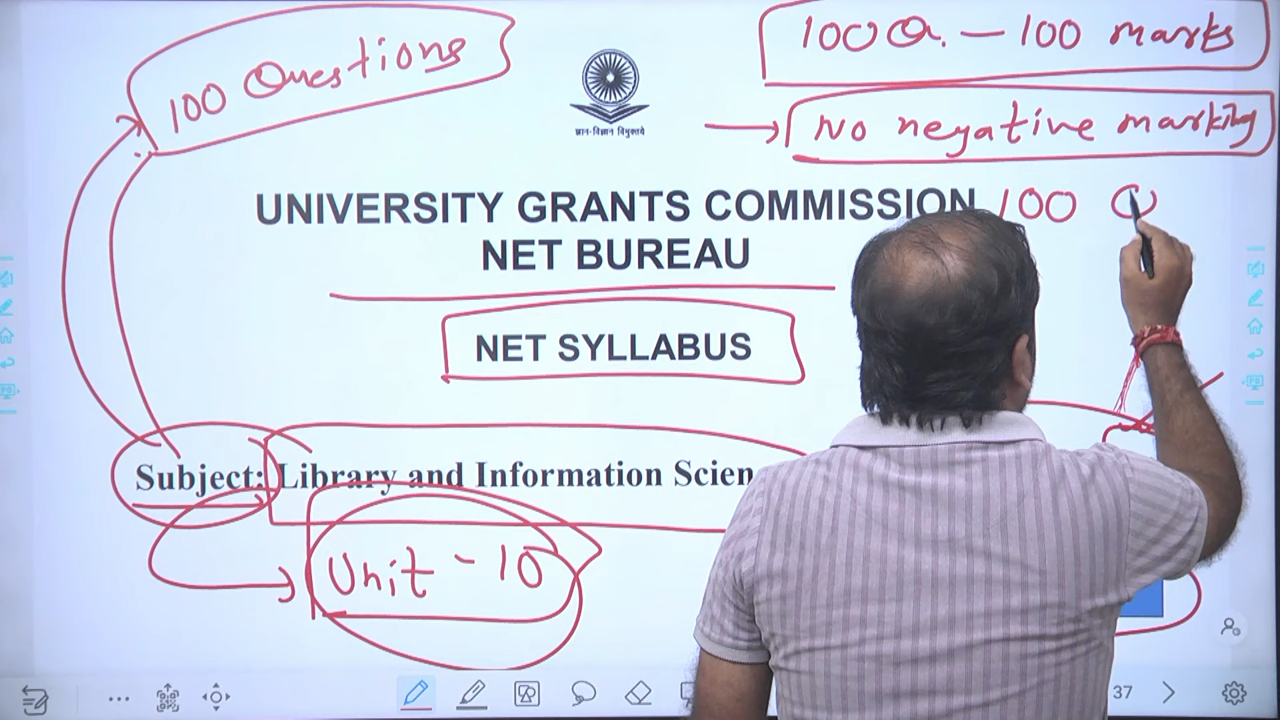 100 Questions
100 Q. - 100 marks
No negative marking
ज्ञान-विज्ञान विमुक्तये
UNIVERSITY GRANTS COMMISSION
100 Q
NET BUREAU
NET SYLLABUS
Subject: Library and Information Scien
Unit - 10
37